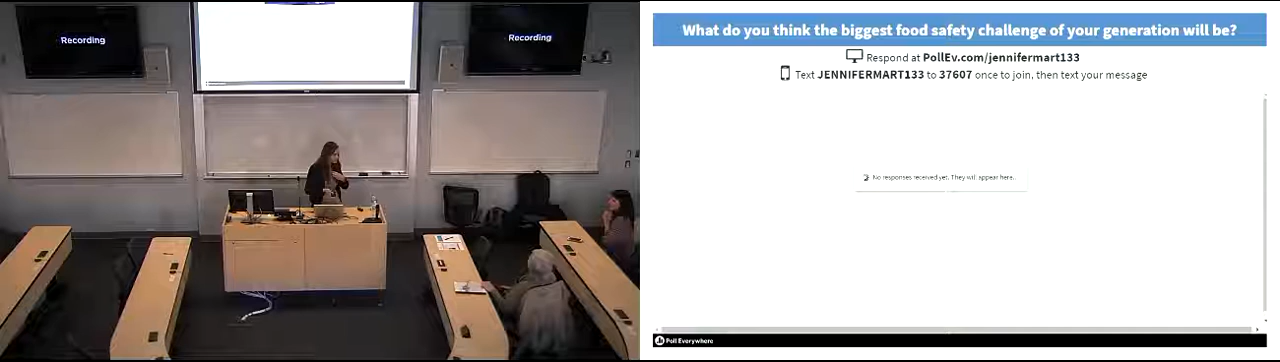 Recording
Recording
What do you think the biggest food safety challenge of your generation will be?
Respond at PollEv.com/jennifermart133
Text JENNIFERMART133 to 37607 once to join, then text your message
No responses received yet. They will appear here...
Poll Everywhere